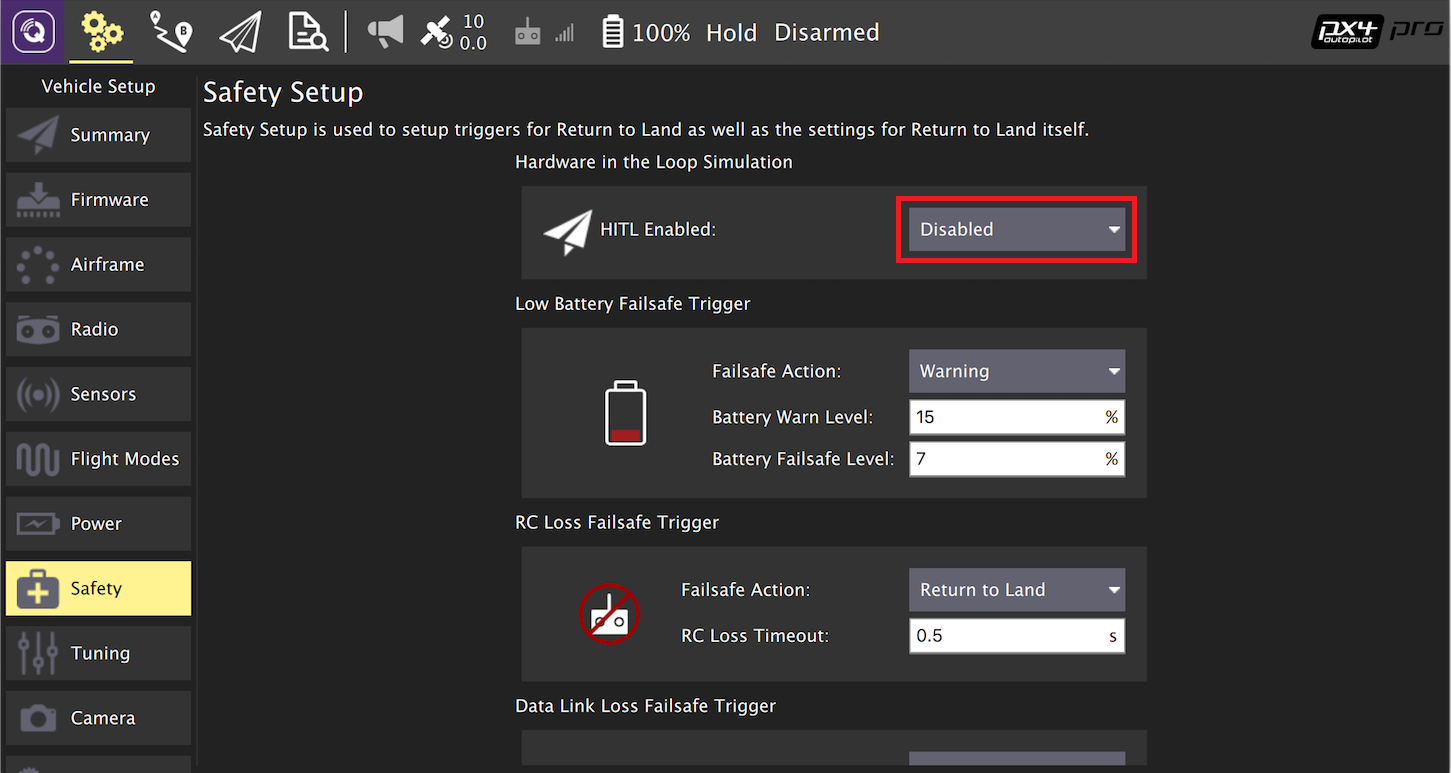 10
0.0
100% Hold Disarmed
px4 autopilot pro
Vehicle Setup
Summary
Firmware
Airframe
Radio
Sensors
Flight Modes
Power
Safety
Tuning
Camera
Safety Setup
Safety Setup is used to setup triggers for Return to Land as well as the settings for Return to Land itself.
Hardware in the Loop Simulation
HITL Enabled: Disabled
Low Battery Failsafe Trigger
Failsafe Action: Warning
Battery Warn Level: 15 %
Battery Failsafe Level: 7 %
RC Loss Failsafe Trigger
Failsafe Action: Return to Land
RC Loss Timeout: 0.5 s
Data Link Loss Failsafe Trigger